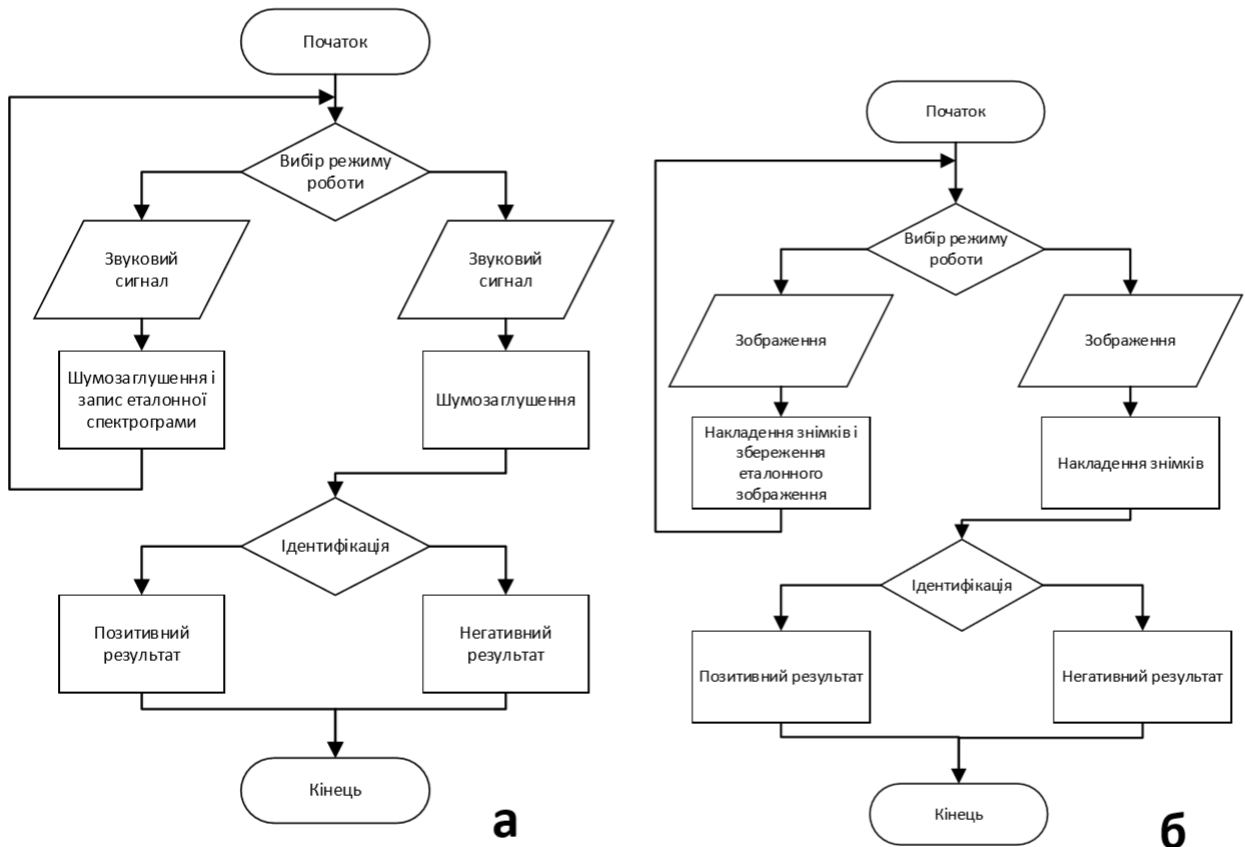 Початок
Вибір режиму
роботи
Звуковий
сигнал
Звуковий
сигнал
Шумозаглушення і
запис еталонної
спектрограми
Шумозаглушення
Ідентифікація
Позитивний
результат
Негативний
результат
Кінець
а
Початок
Вибір режиму
роботи
Зображення
Зображення
Накладення знімків і
збереження
еталонного
зображення
Накладення знімків
Ідентифікація
Позитивний результат
Негативний результат
Кінець
б